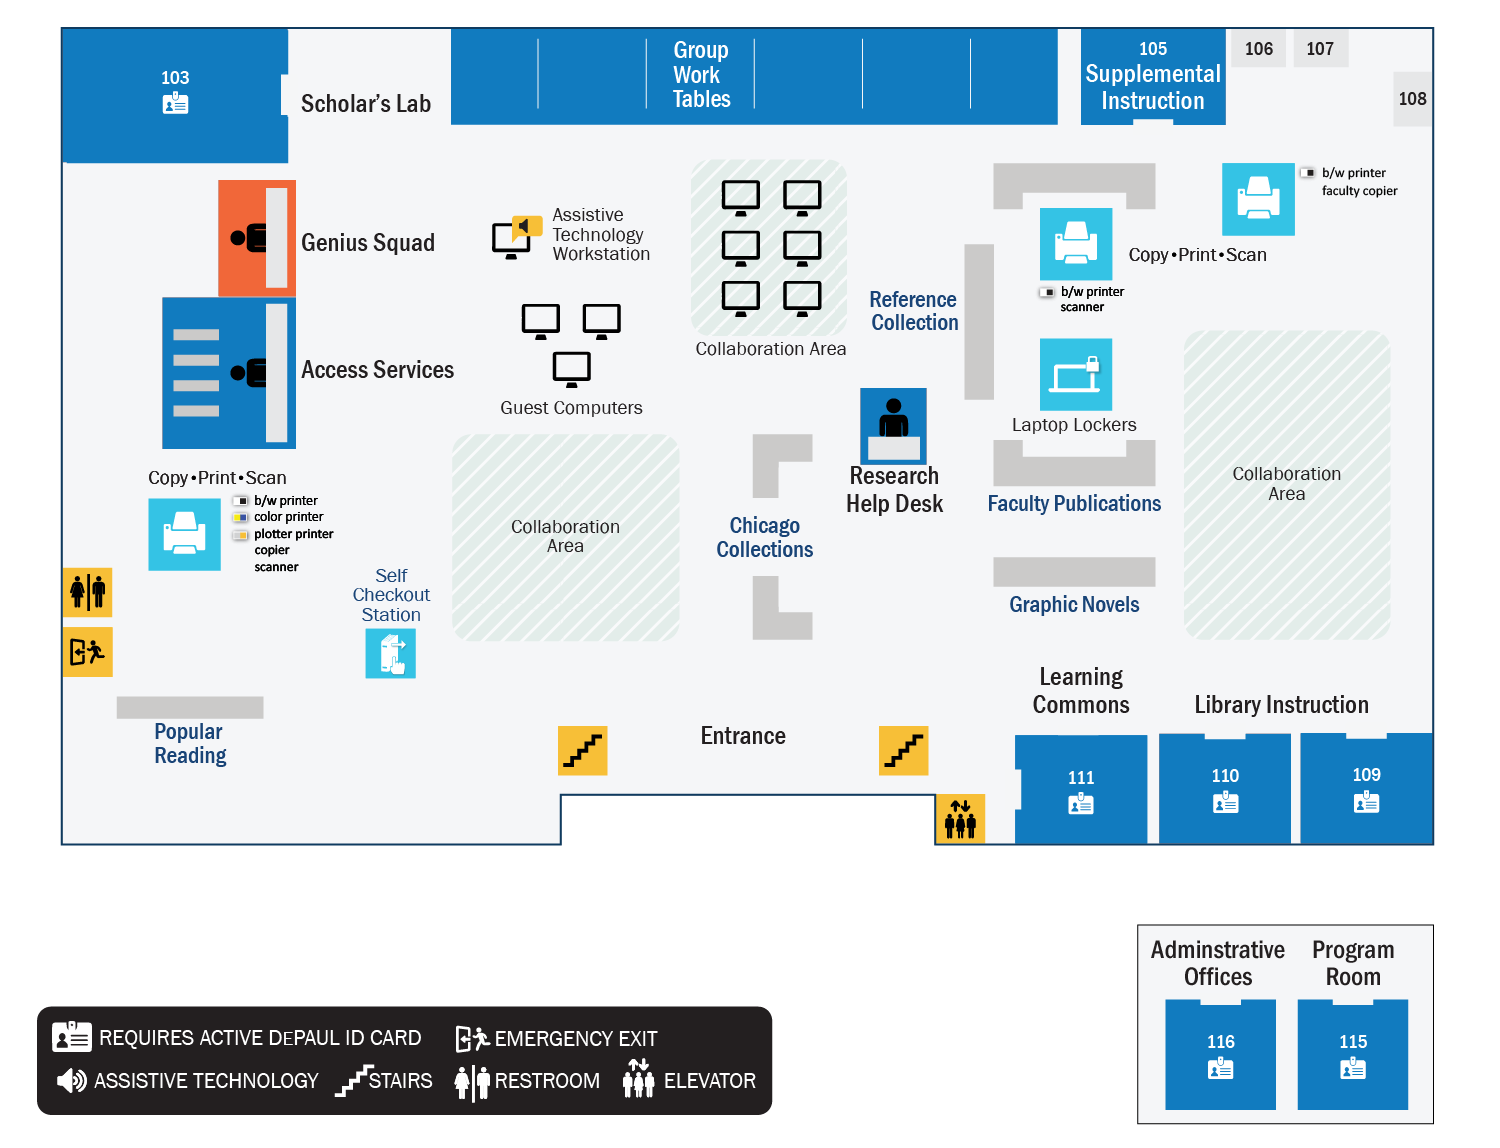 103
Scholar's Lab
Group
Work
Tables
105
Supplemental
Instruction
106
107
108
b/w printer
faculty copier
Genius Squad
Assistive
Technology
Workstation
Copy•Print•Scan
b/w printer
scanner
Reference
Collection
Collaboration Area
Access Services
Guest Computers
Laptop Lockers
Research
Help Desk
Faculty Publications
Collaboration
Area
Copy•Print•Scan
b/w printer
color printer
plotter printer
copier
scanner
Collaboration
Area
Chicago
Collections
Self
Checkout
Station
Graphic Novels
Popular
Reading
Entrance
Learning
Commons
Library Instruction
111
110
109
Adminstrative
Offices
Program
Room
116
115
REQUIRES ACTIVE DEPAUL ID CARD
EMERGENCY EXIT
ASSISTIVE TECHNOLOGY
STAIRS
RESTROOM
ELEVATOR